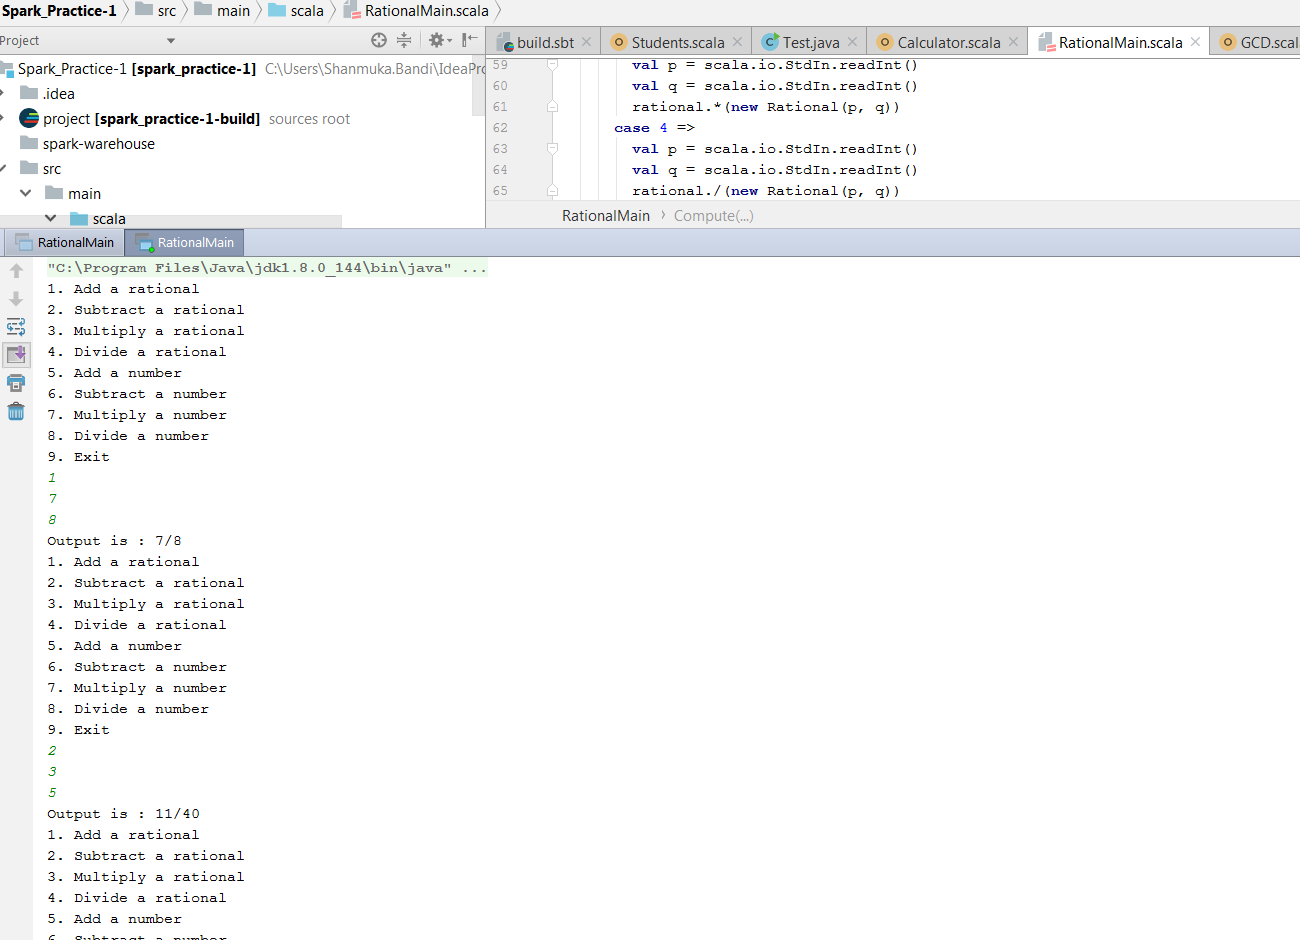 Spark_Practice-1 src main scala RationalMain.scala
Project
build.sbt Students.scala Test.java Calculator.scala RationalMain.scala GCD.scal
Spark_Practice-1 [spark_practice-1] C:\Users\Shanmuka.Bandi\IdeaPro
.idea
project [spark_practice-1-build] sources root
spark-warehouse
src
main
scala
59 val p = scala.io.StdIn.readInt()
60 val q = scala.io.StdIn.readInt()
61 rational.*(new Rational(p, q))
62 case 4 =>
63 val p = scala.io.StdIn.readInt()
64 val q = scala.io.StdIn.readInt()
65 rational./(new Rational(p, q))
RationalMain › Compute(...)
RationalMain RationalMain
"C:\Program Files\Java\jdk1.8.0_144\bin\java" ...
1. Add a rational
2. Subtract a rational
3. Multiply a rational
4. Divide a rational
5. Add a number
6. Subtract a number
7. Multiply a number
8. Divide a number
9. Exit
1
7
8
Output is : 7/8
1. Add a rational
2. Subtract a rational
3. Multiply a rational
4. Divide a rational
5. Add a number
6. Subtract a number
7. Multiply a number
8. Divide a number
9. Exit
2
3
5
Output is : 11/40
1. Add a rational
2. Subtract a rational
3. Multiply a rational
4. Divide a rational
5. Add a number
6. Subtract a number